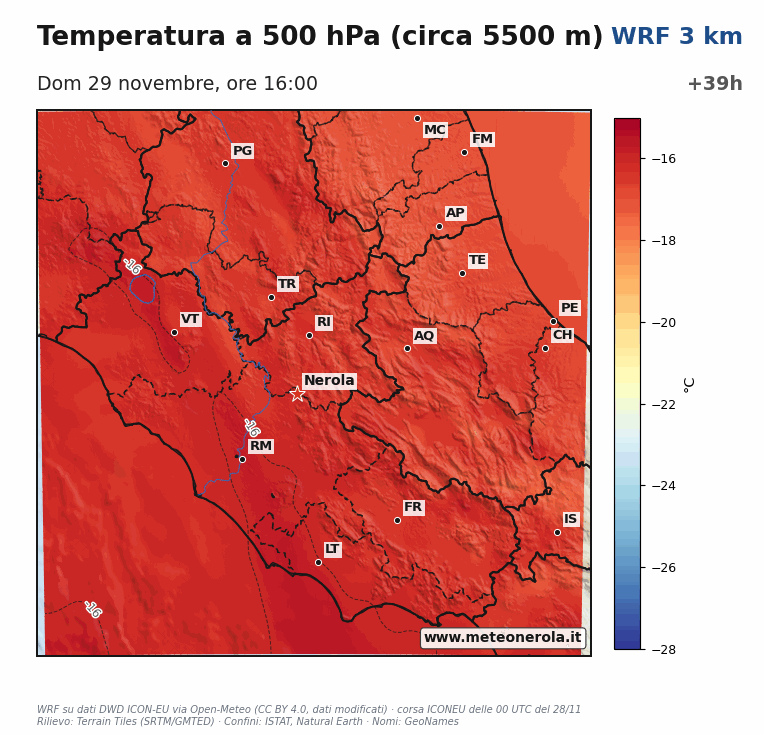 Temperatura a 500 hPa (circa 5500 m) WRF 3 km
Dom 29 novembre, ore 16:00 +39h
MC
FM
PG
AP
TE
TR
PE
VT
RI
AQ
CH
Nerola
RM
FR
IS
LT
-16
-16
-16
www.meteonerola.it
−16
−18
−20
−22
−24
−26
−28
°C
WRF su dati DWD ICON-EU via Open-Meteo (CC BY 4.0, dati modificati) · corsa ICONEU delle 00 UTC del 28/11
Rilievo: Terrain Tiles (SRTM/GMTED) · Confini: ISTAT, Natural Earth · Nomi: GeoNames